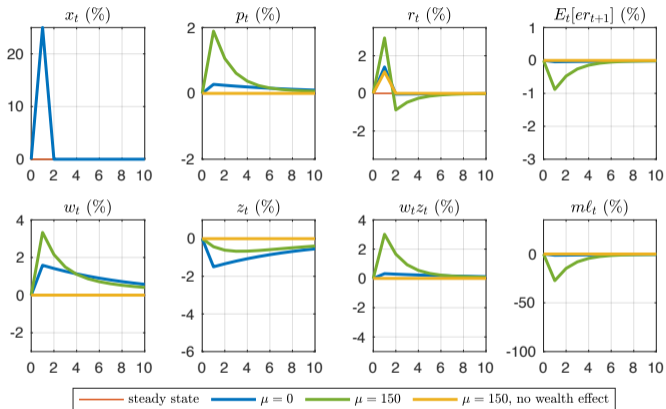 x_t (%) p_t (%) r_t (%) E_t[er_{t+1}] (%)
20 2 2 1
10 0 0 0
0 -2 -2 -1
-2
-3
0 2 4 6 8 10 0 2 4 6 8 10 0 2 4 6 8 10 0 2 4 6 8 10
w_t (%) z_t (%) w_t z_t (%) mℓ_t (%)
4 0 4 0
2 -2 2 -50
0 -4 0 -100
-2 -6 -2
-4
0 2 4 6 8 10 0 2 4 6 8 10 0 2 4 6 8 10 0 2 4 6 8 10
steady state μ = 0 μ = 150 μ = 150, no wealth effect